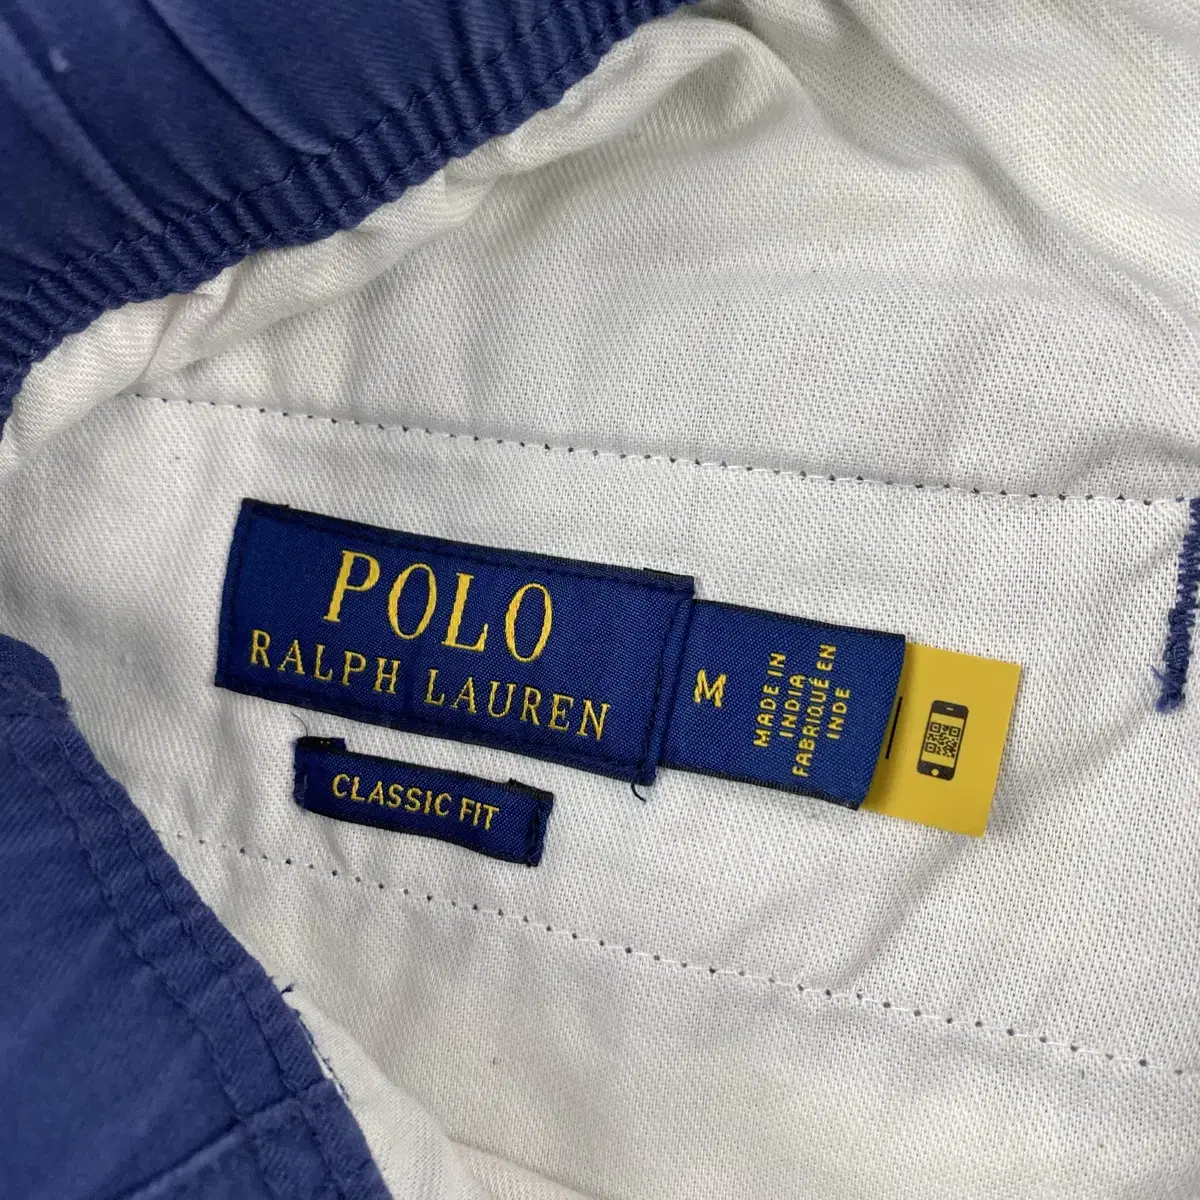 POLO
RALPH LAUREN
M
MADE IN
INDIA
FABRIQUÉ EN
INDE
CLASSIC FIT